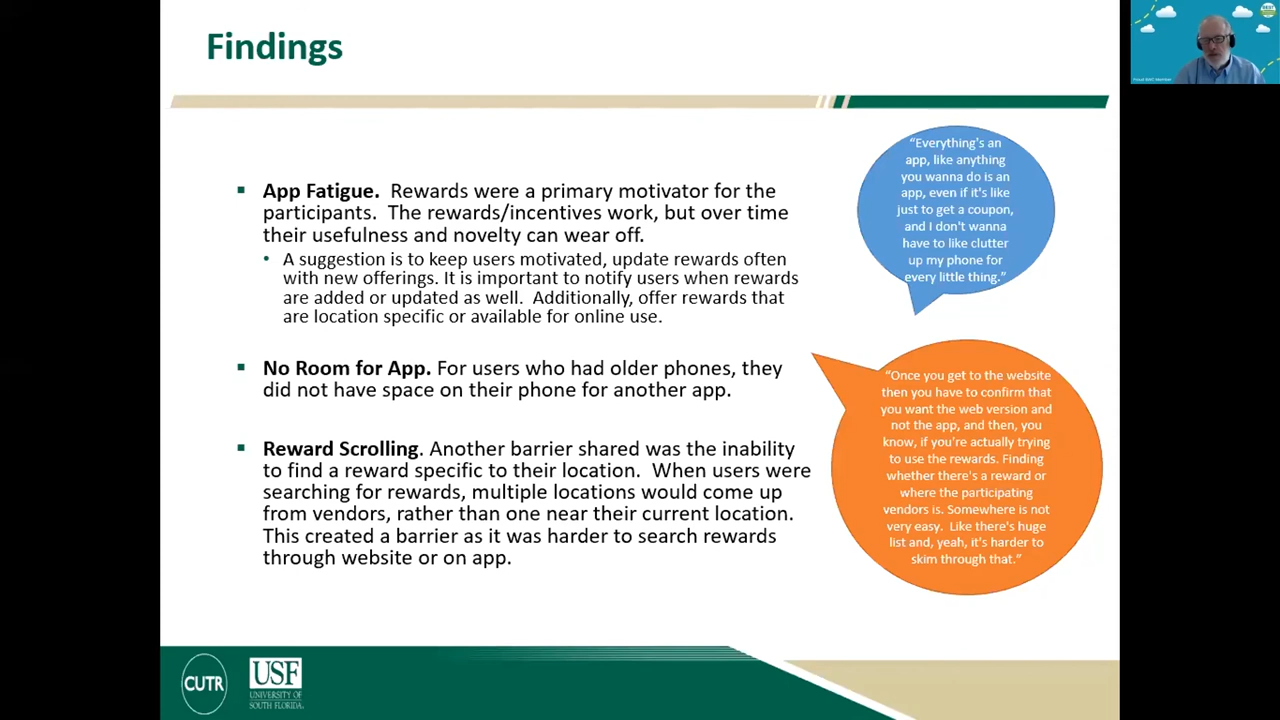 Findings
App Fatigue. Rewards were a primary motivator for the
participants. The rewards/incentives work, but over time
their usefulness and novelty can wear off.
A suggestion is to keep users motivated, update rewards often
with new offerings. It is important to notify users when rewards
are added or updated as well. Additionally, offer rewards that
are location specific or available for online use.
No Room for App. For users who had older phones, they
did not have space on their phone for another app.
Reward Scrolling. Another barrier shared was the inability
to find a reward specific to their location. When users were
searching for rewards, multiple locations would come up
from vendors, rather than one near their current location.
This created a barrier as it was harder to search rewards
through website or on app.
“Everything's an
app, like anything
you wanna do is an
app, even if it's like
just to get a coupon,
and I don't wanna
have to like clutter
up my phone for
every little thing.”
“Once you get to the website
then you have to confirm that
you want the web version and
not the app, and then, you
know, if you're actually trying
to use the rewards. Finding
whether there's a reward or
where the participating
vendors is. Somewhere is not
very easy. Like there's huge
list and, yeah, it's harder to
skim through that.”
CUTR
USF
UNIVERSITY OF
SOUTH FLORIDA